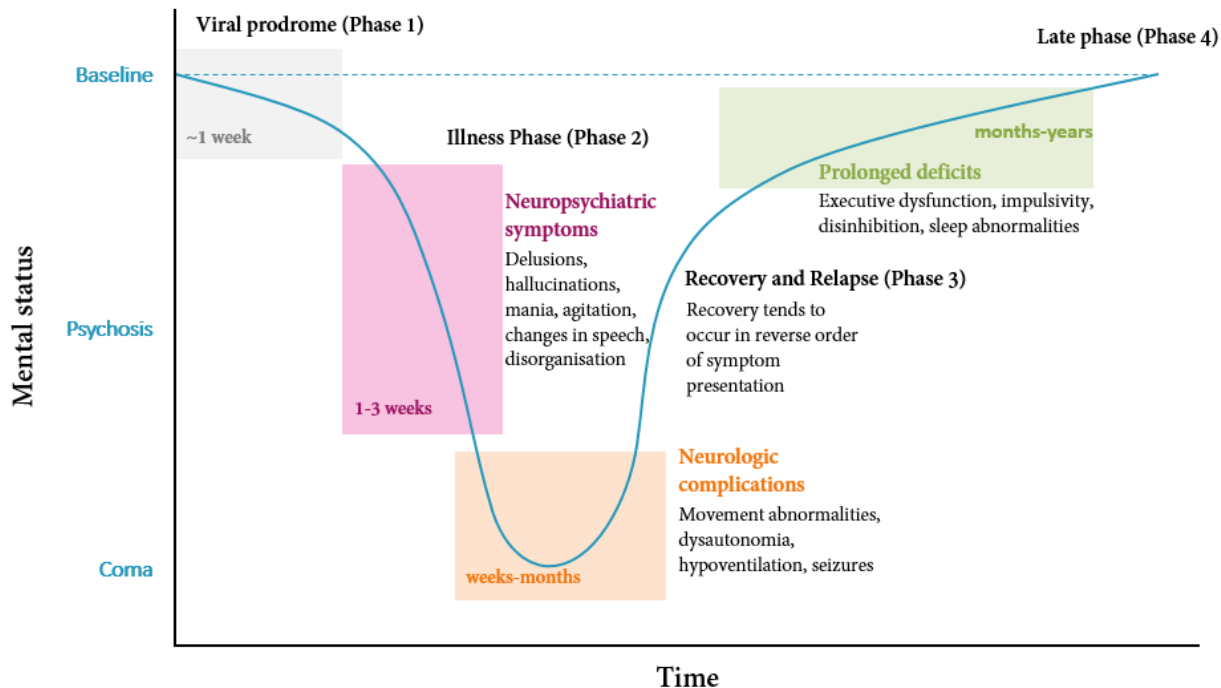 Viral prodrome (Phase 1)
Late phase (Phase 4)
Baseline
~1 week
Illness Phase (Phase 2)
months-years
Prolonged deficits
Executive dysfunction, impulsivity,
disinhibition, sleep abnormalities
Neuropsychiatric
symptoms
Delusions,
hallucinations,
mania, agitation,
changes in speech,
disorganisation
1-3 weeks
Mental status
Psychosis
Recovery and Relapse (Phase 3)
Recovery tends to
occur in reverse order
of symptom
presentation
Neurologic
complications
Movement abnormalities,
dysautonomia,
hypoventilation, seizures
weeks-months
Coma
Time